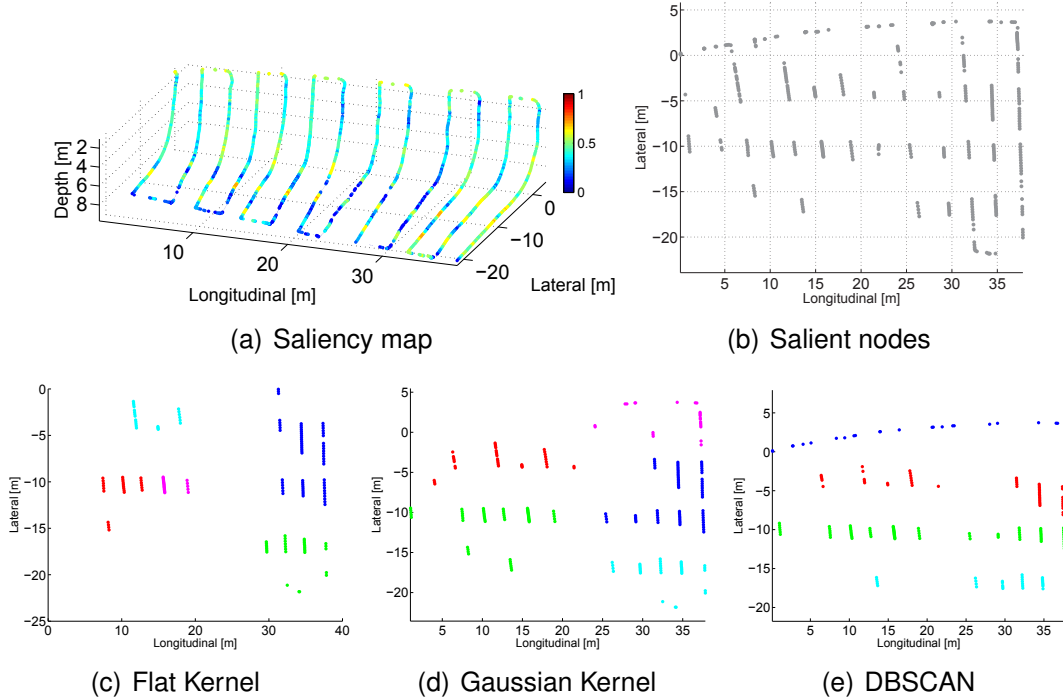 1
0.5
0
2
4
6
8
Depth [m]
10
20
30
Longitudinal [m]
0
−10
−20
Lateral [m]
(a) Saliency map
5
0
−5
−10
−15
−20
Lateral [m]
5 10 15 20 25 30 35
Longitudinal [m]
(b) Salient nodes
0
−5
−10
−15
−20
−25
Lateral [m]
0 10 20 30 40
Longitudinal [m]
(c) Flat Kernel
5
0
−5
−10
−15
−20
Lateral [m]
5 10 15 20 25 30 35
Longitudinal [m]
(d) Gaussian Kernel
5
0
−5
−10
−15
−20
Lateral [m]
5 10 15 20 25 30 35
Longitudinal [m]
(e) DBSCAN